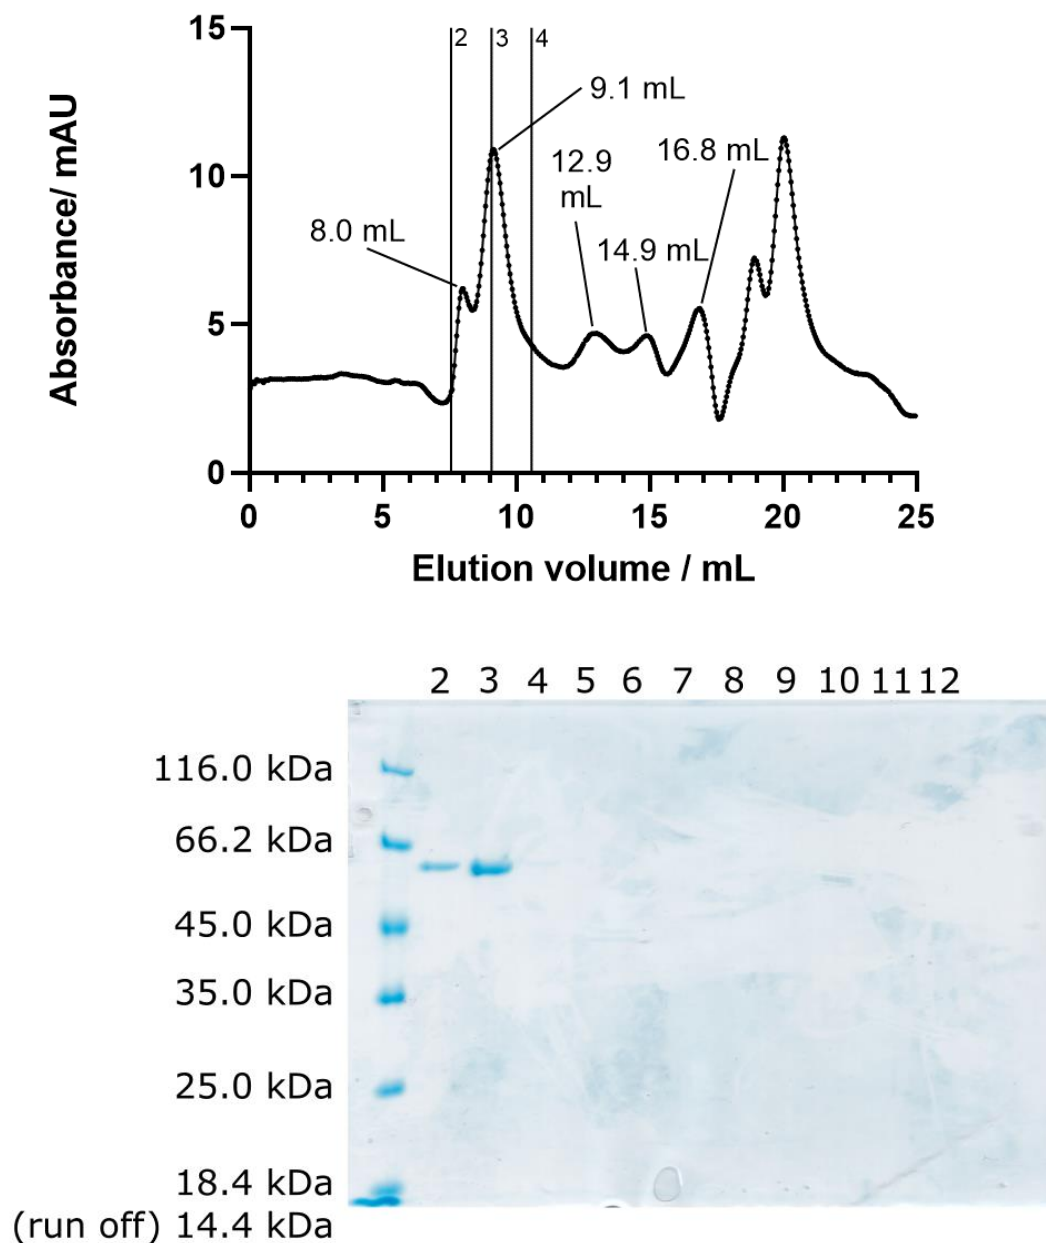 15
2 3 4
9.1 mL
12.9
mL
16.8 mL
10
8.0 mL
14.9 mL
5
0
0 5 10 15 20 25
Absorbance/ mAU
Elution volume / mL
2 3 4 5 6 7 8 9 10 11 12
116.0 kDa
66.2 kDa
45.0 kDa
35.0 kDa
25.0 kDa
18.4 kDa
(run off) 14.4 kDa